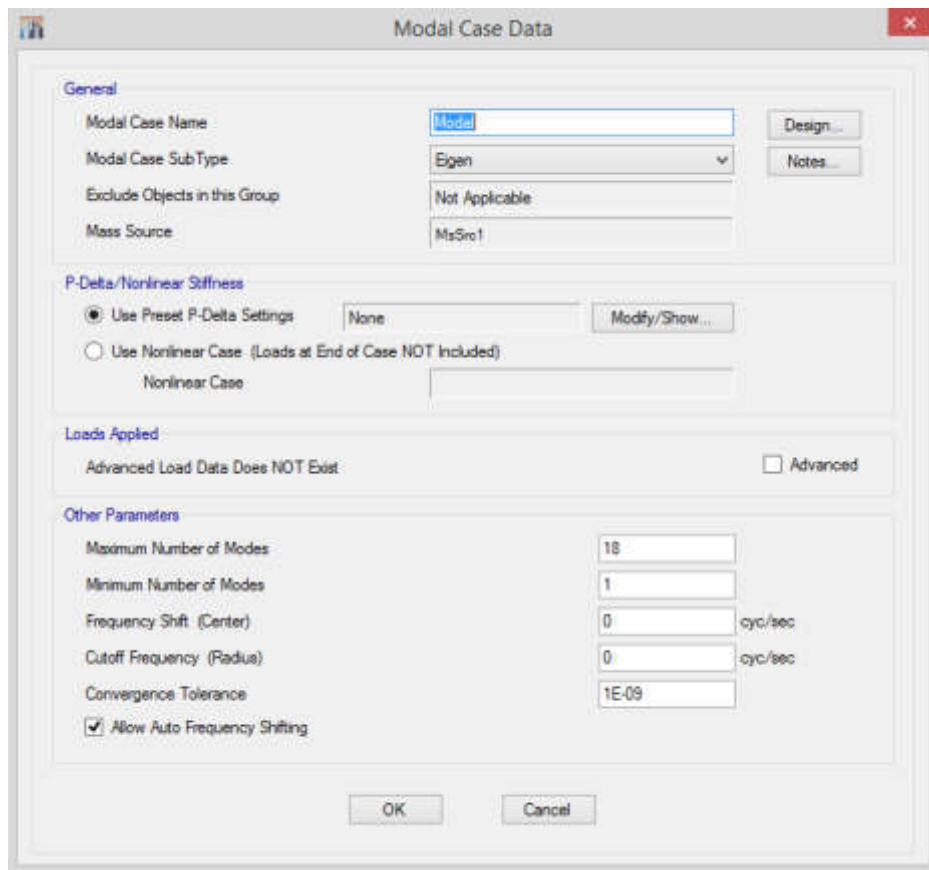 Modal Case Data
General
Modal Case Name Modal Design...
Modal Case SubType Eigen Notes...
Exclude Objects in this Group Not Applicable
Mass Source MsSrc1
P-Delta/Nonlinear Stiffness
Use Preset P-Delta Settings None Modify/Show...
Use Nonlinear Case (Loads at End of Case NOT Included)
Nonlinear Case
Loads Applied
Advanced Load Data Does NOT Exist Advanced
Other Parameters
Maximum Number of Modes 18
Minimum Number of Modes 1
Frequency Shift (Center) 0 cyc/sec
Cutoff Frequency (Radius) 0 cyc/sec
Convergence Tolerance 1E-09
Allow Auto Frequency Shifting
OK Cancel